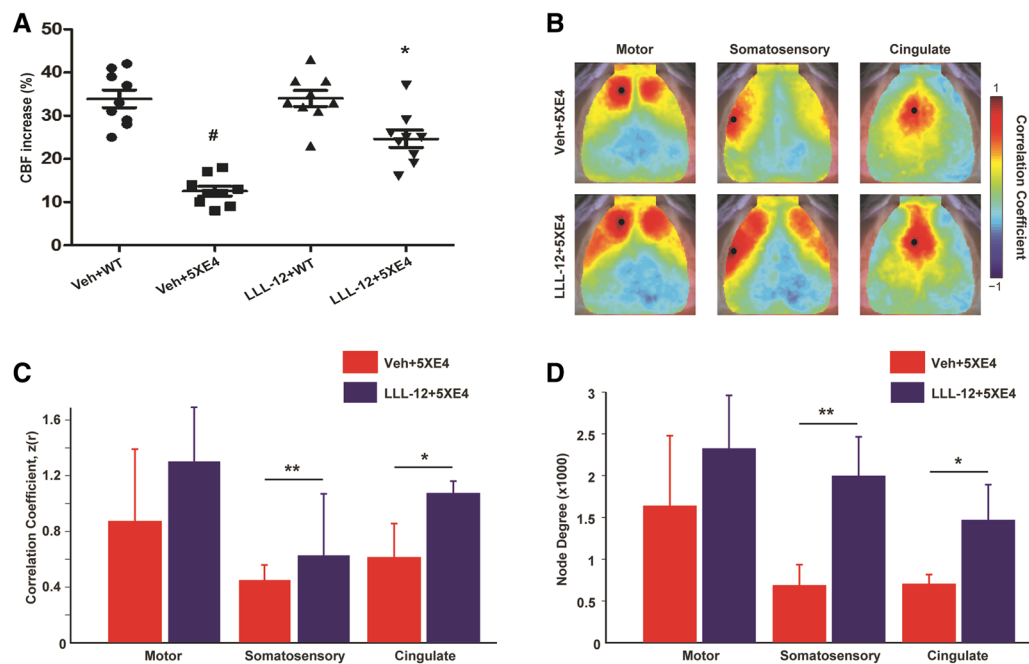 A
50
40
30
20
10
0
CBF increase (%)
#
*
Veh+WT
Veh+5XE4
LLL-12+WT
LLL-12+5XE4
B
Motor Somatosensory Cingulate
Veh+5XE4
LLL-12+5XE4
1
Correlation Coefficient
−1
C
Veh+5XE4
LLL-12+5XE4
1.6
1.2
0.8
0.4
0
Correlation Coefficient, z(r)
**
*
Motor Somatosensory Cingulate
D
Veh+5XE4
LLL-12+5XE4
3
2.5
2
1.5
1
0.5
0
Node Degree (x1000)
**
*
Motor Somatosensory Cingulate